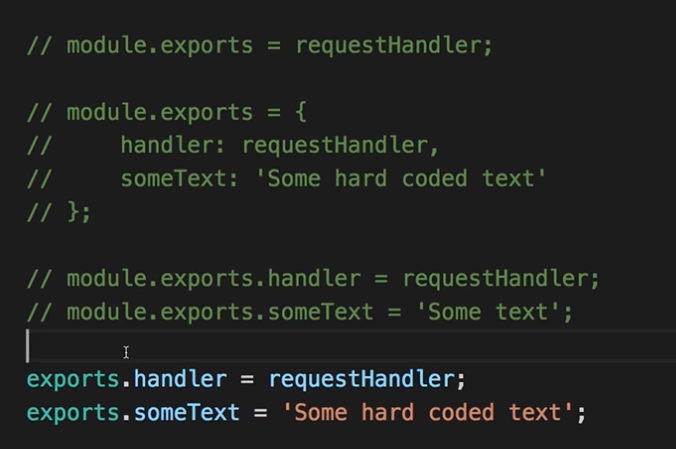 // module.exports = requestHandler;
// module.exports = {
//     handler: requestHandler,
//     someText: 'Some hard coded text'
// };
// module.exports.handler = requestHandler;
// module.exports.someText = 'Some text';
exports.handler = requestHandler;
exports.someText = 'Some hard coded text';